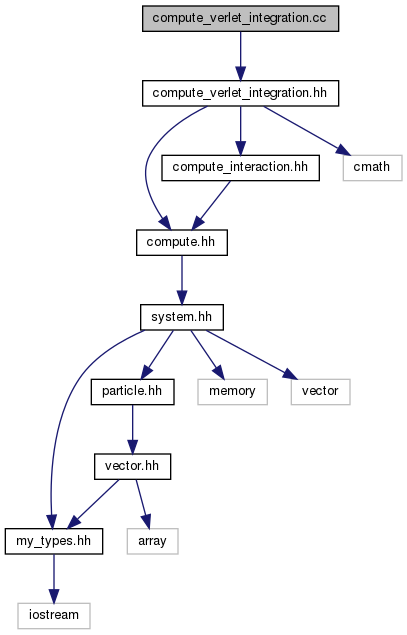 compute_verlet_integration.cc
compute_verlet_integration.hh
compute_interaction.hh
cmath
compute.hh
system.hh
particle.hh
memory
vector
vector.hh
my_types.hh
array
iostream